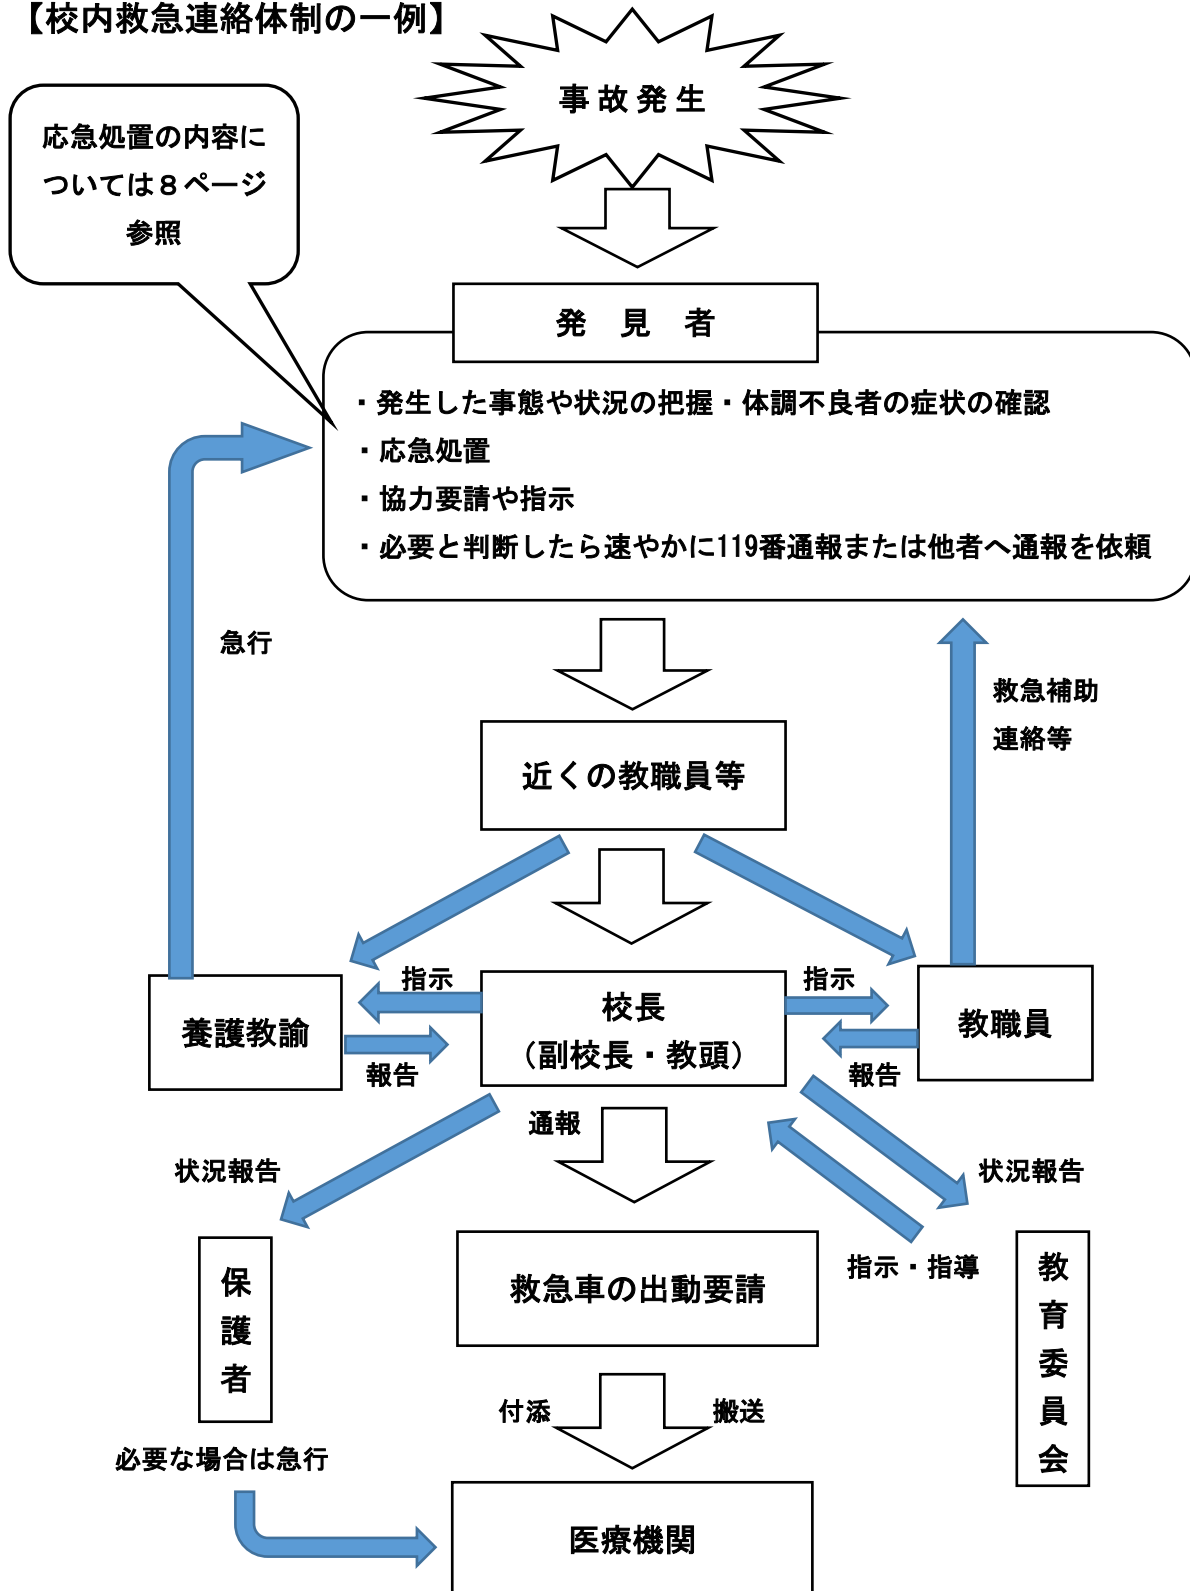 【校内救急連絡体制の一例】
事故発生
応急処置の内容に
ついては８ページ
参照
発　見　者
・発生した事態や状況の把握・体調不良者の症状の確認
・応急処置
・協力要請や指示
・必要と判断したら速やかに119番通報または他者へ通報を依頼
急行
救急補助
連絡等
近くの教職員等
指示
指示
養護教諭
校長
（副校長・教頭）
教職員
報告
報告
通報
状況報告
状況報告
保護者
救急車の出動要請
指示・指導
教育委員会
付添
搬送
必要な場合は急行
医療機関